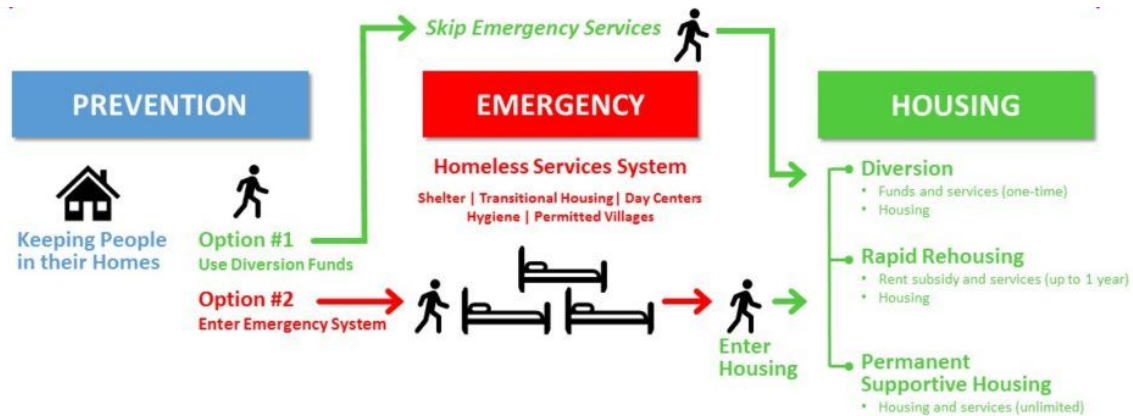 Skip Emergency Services
PREVENTION
EMERGENCY
HOUSING
Keeping People
in their Homes
Option #1
Use Diversion Funds
Option #2
Enter Emergency System
Homeless Services System
Shelter | Transitional Housing| Day Centers
Hygiene | Permitted Villages
Enter
Housing
Diversion
• Funds and services (one-time)
• Housing
Rapid Rehousing
• Rent subsidy and services (up to 1 year)
• Housing
Permanent
Supportive Housing
• Housing and services (unlimited)